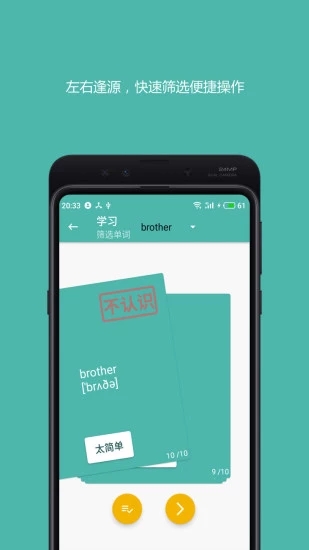 左右逢源，快速筛选便捷操作
20:33
61
学习
筛选单词
brother
不认识
brother
['brʌðə]
太简单
10 /10
9 /10